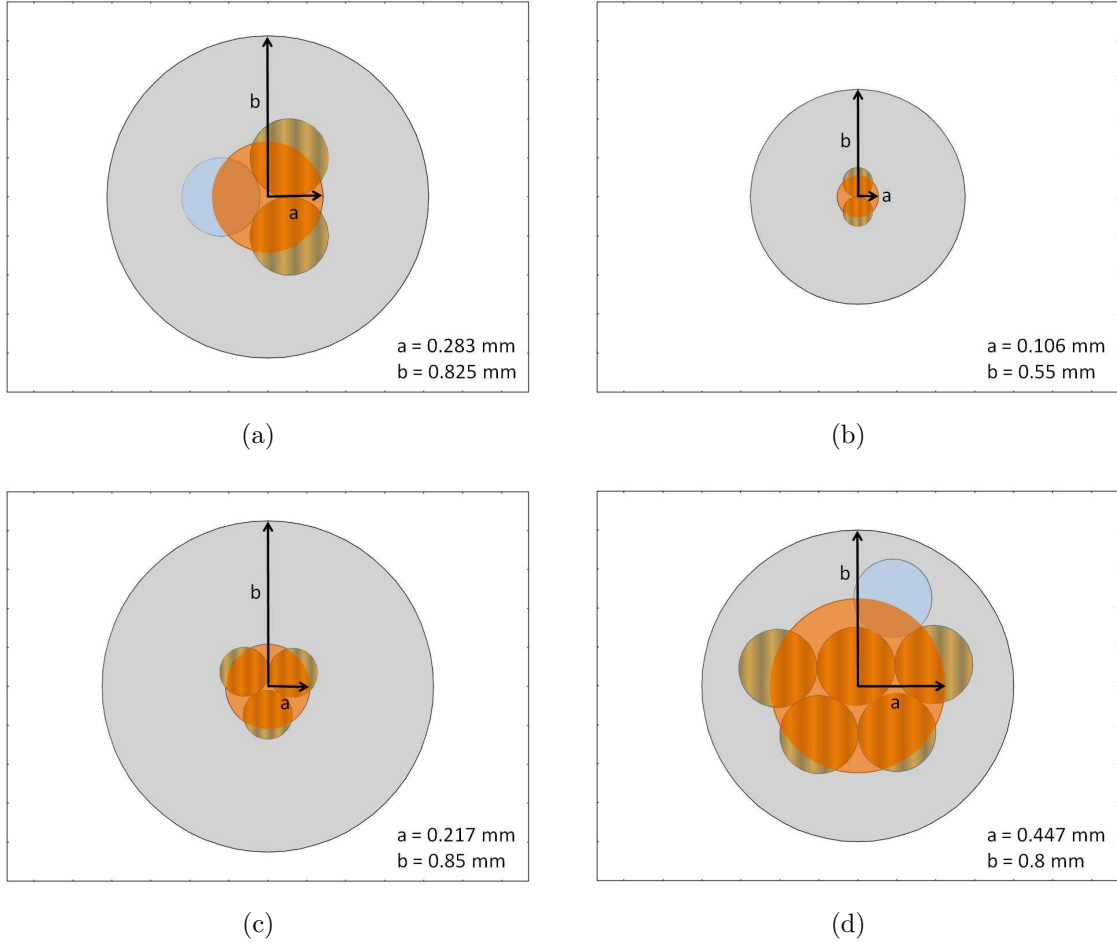 b
a
a = 0.283 mm
b = 0.825 mm
(a)
b
a
a = 0.106 mm
b = 0.55 mm
(b)
b
a
a = 0.217 mm
b = 0.85 mm
(c)
b
a
a = 0.447 mm
b = 0.8 mm
(d)